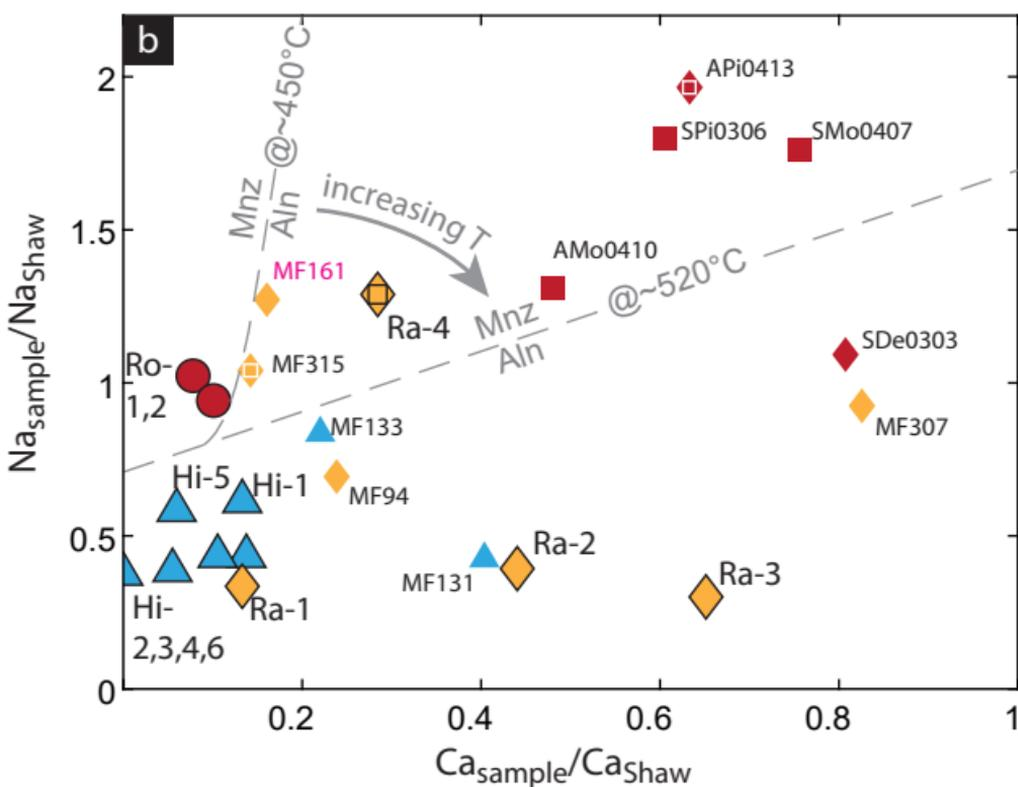 b
2
1.5
1
0.5
0
0.2
0.4
0.6
0.8
1
Na_sample/Na_Shaw
Ca_sample/Ca_Shaw
Mnz
Aln
@~450°C
increasing T
Mnz
Aln
@~520°C
APi0413
SPi0306
SMo0407
AMo0410
MF161
Ra-4
Ro-
1,2
MF315
SDe0303
MF307
MF133
MF94
Hi-5
Hi-1
MF131
Ra-2
Ra-3
Ra-1
Hi-
2,3,4,6